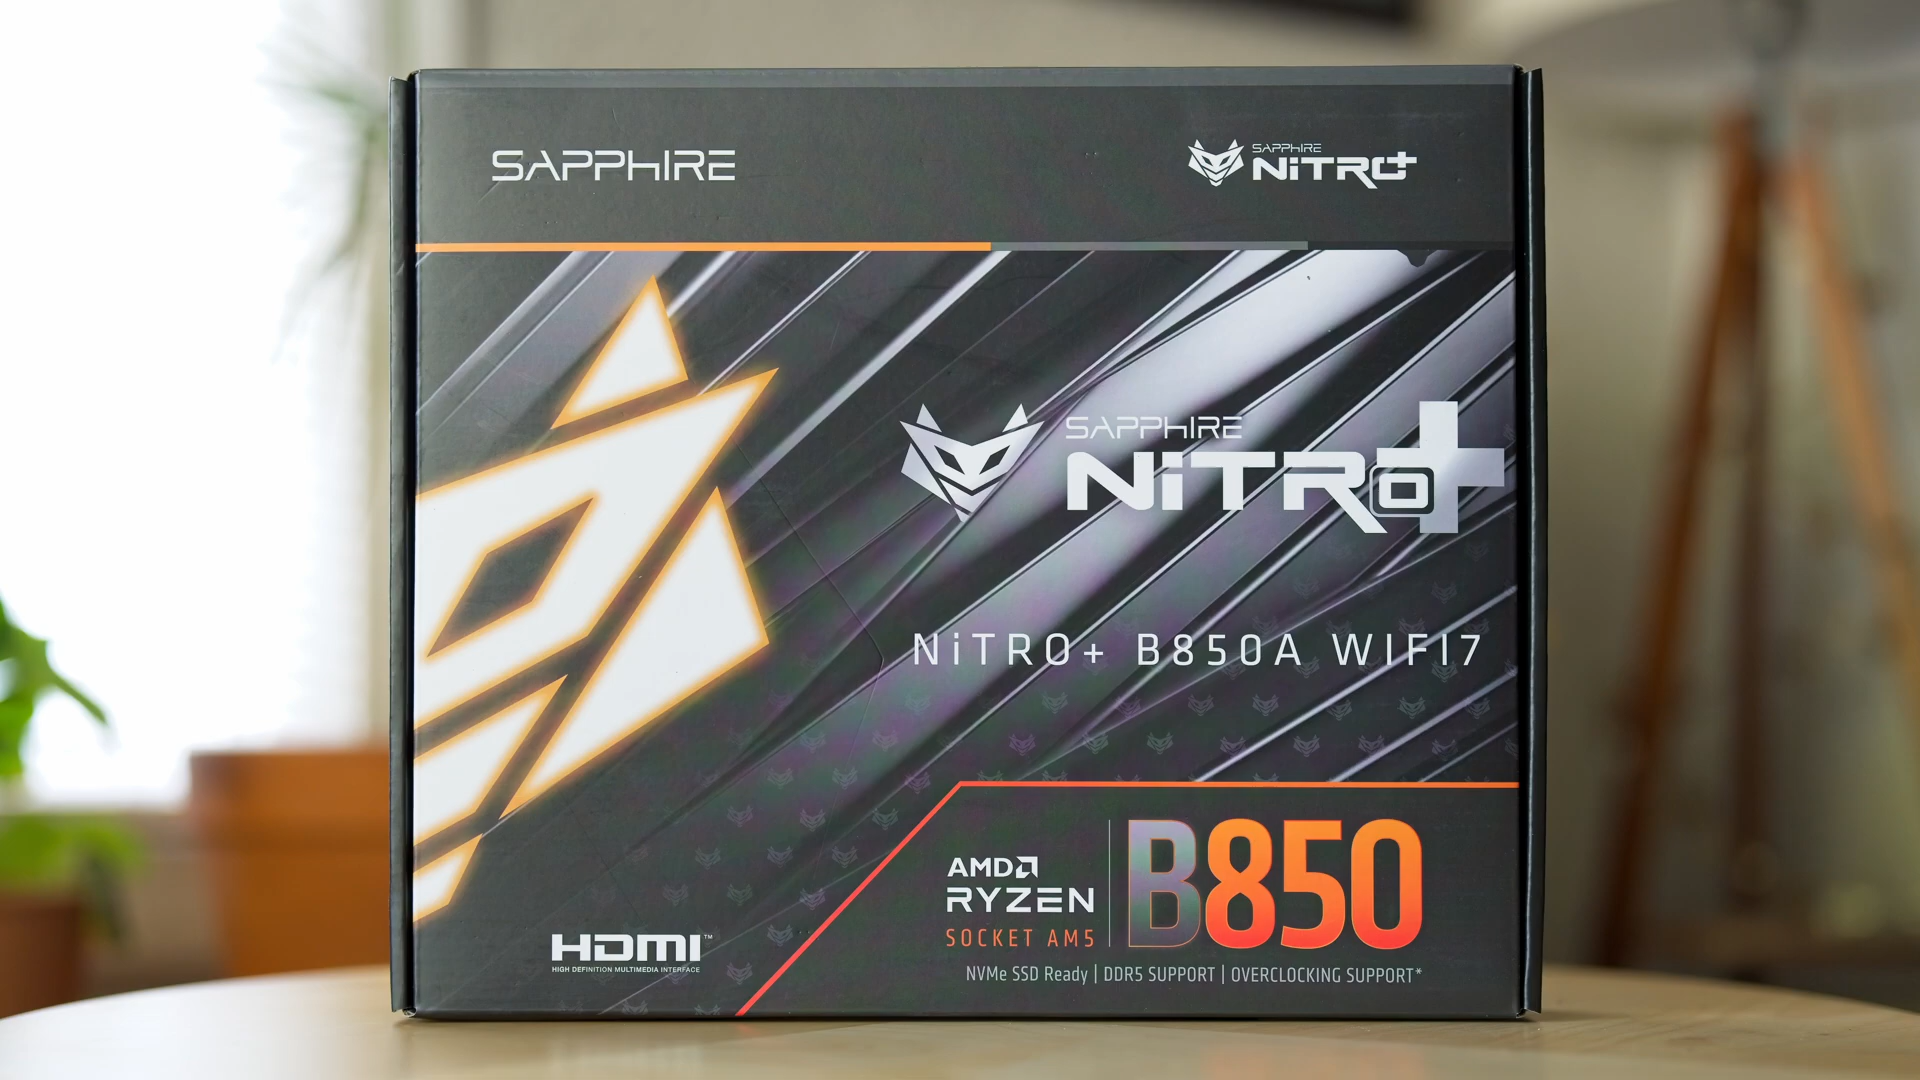 SAPPHIRE
SAPPHIRE
NiTRO+
SAPPHIRE
NiTRO+
NiTRO+ B850A WIFI7
AMD
RYZEN
SOCKET AM5
B850
HDMI™
HIGH DEFINITION MULTIMEDIA INTERFACE
NVMe SSD Ready | DDR5 SUPPORT | OVERCLOCKING SUPPORT*